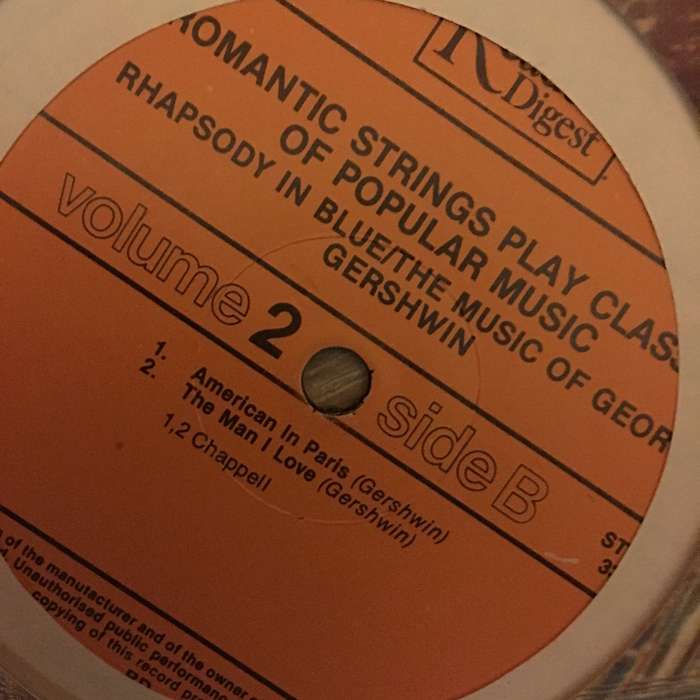 Digest
ROMANTIC STRINGS PLAY CLASS
OF POPULAR MUSIC
RHAPSODY IN BLUE/THE MUSIC OF GEOR
GERSHWIN
volume 2 side B
ST
1. American In Paris (Gershwin)
2. The Man I Love (Gershwin)
1,2 Chappell
of the manufacturer and of the owner
Unauthorised public performan
copying of this record